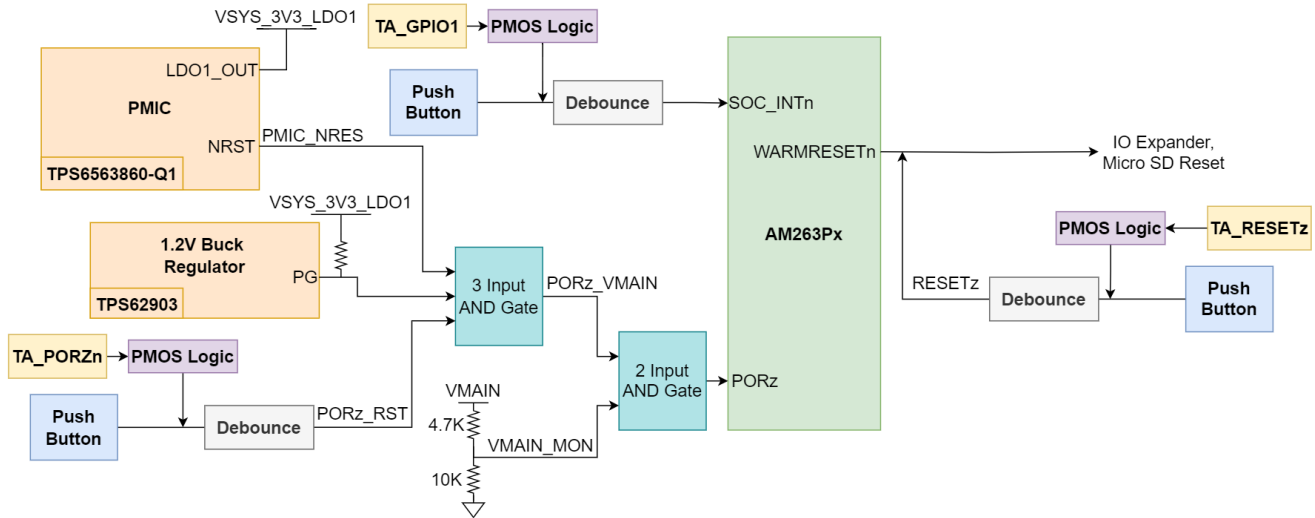 VSYS_3V3_LDO1
LDO1_OUT
PMIC
NRST
TPS6563860-Q1
PMIC_NRES
TA_GPIO1
PMOS Logic
Push
Button
Debounce
SOC_INTn
WARMRESETn
AM263Px
PORz
IO Expander,
Micro SD Reset
PMOS Logic
TA_RESETz
RESETz
Debounce
Push
Button
VSYS_3V3_LDO1
1.2V Buck
Regulator
PG
TPS62903
3 Input
AND Gate
PORz_VMAIN
2 Input
AND Gate
TA_PORZn
PMOS Logic
Push
Button
Debounce
PORz_RST
VMAIN
4.7K
VMAIN_MON
10K